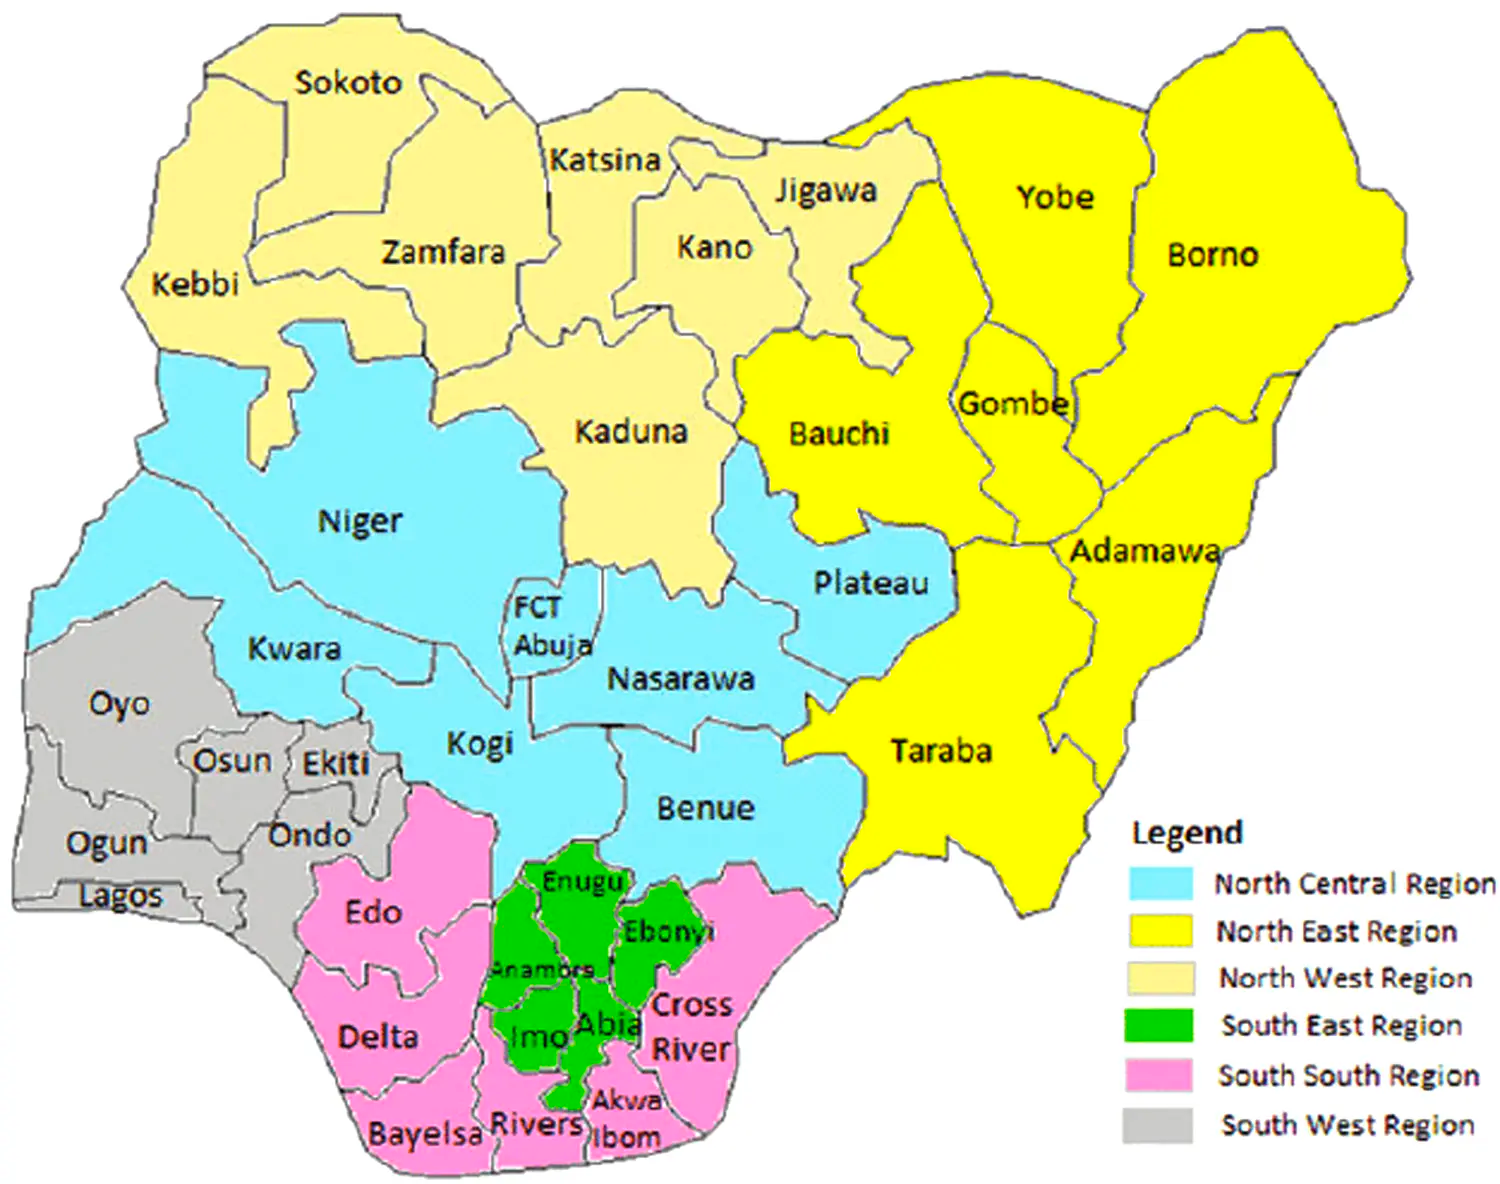 Sokoto
Katsina
Jigawa
Yobe
Kano
Zamfara
Borno
Kebbi
Gombe
Kaduna
Bauchi
Niger
Adamawa
Plateau
FCT
Abuja
Kwara
Nasarawa
Oyo
Kogi
Taraba
Osun
Ekiti
Benue
Ondo
Ogun
Lagos
Enugu
Edo
Ebonyi
Anambra
Cross
River
Imo
Abia
Delta
Akwa
Ibom
Rivers
Bayelsa
Legend
North Central Region
North East Region
North West Region
South East Region
South South Region
South West Region